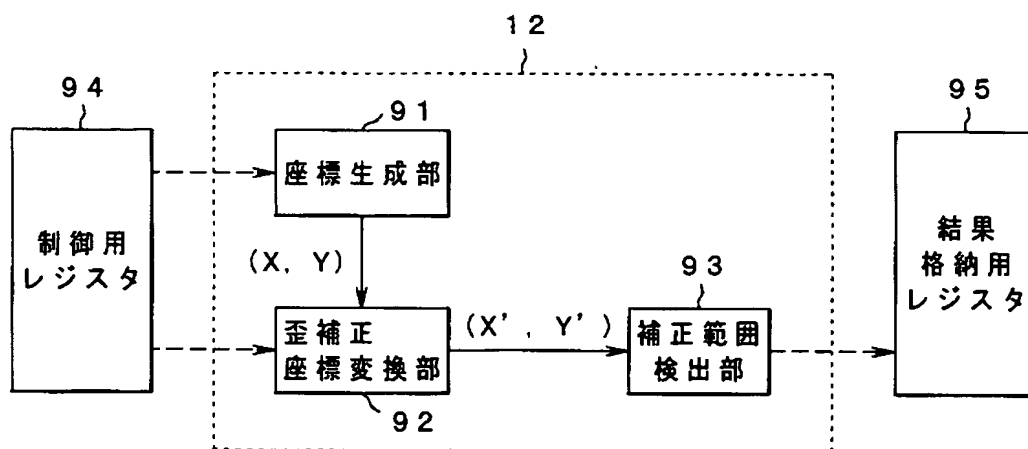 12
94
91
95
座標生成部
制御用
レジスタ
(X, Y)
結果
格納用
レジスタ
93
歪補正
座標変換部
(X', Y')
補正範囲
検出部
92